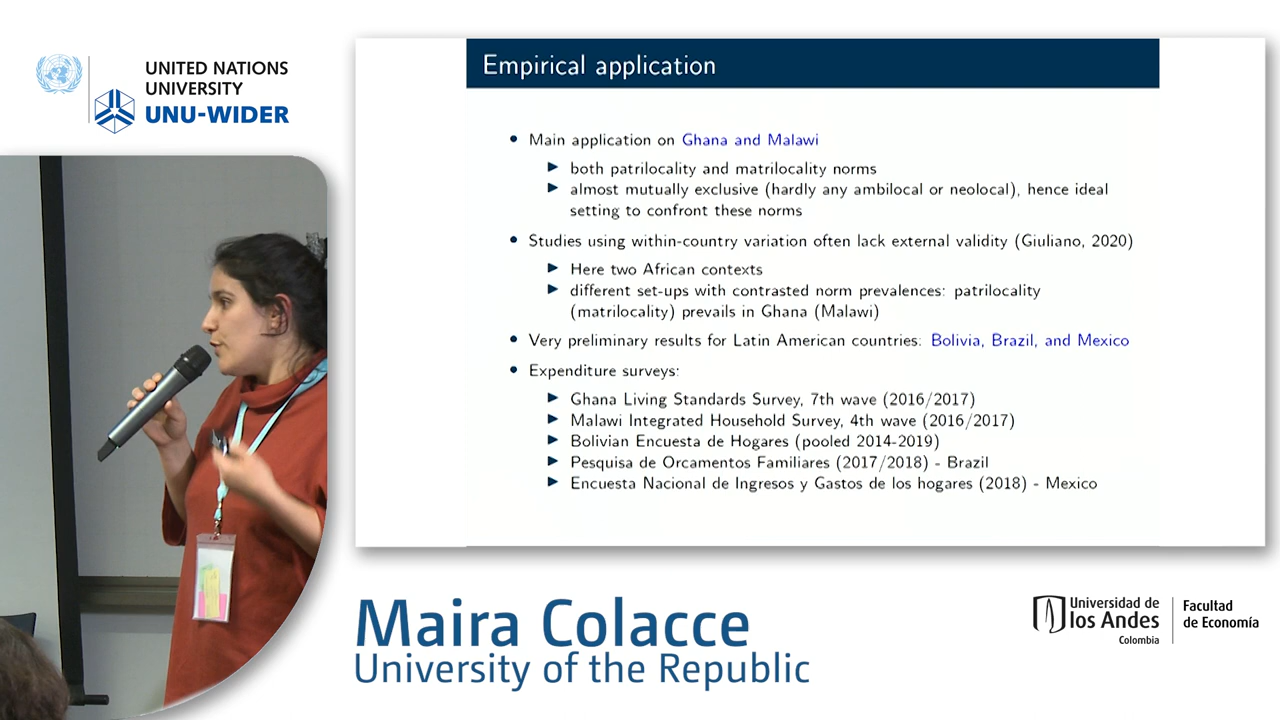 UNITED NATIONS
UNIVERSITY
UNU-WIDER
Empirical application
• Main application on Ghana and Malawi
▶ both patrilocality and matrilocality norms
▶ almost mutually exclusive (hardly any ambilocal or neolocal), hence ideal
setting to confront these norms
• Studies using within-country variation often lack external validity (Giuliano, 2020)
▶ Here two African contexts
▶ different set-ups with contrasted norm prevalences: patrilocality
(matrilocality) prevails in Ghana (Malawi)
• Very preliminary results for Latin American countries: Bolivia, Brazil, and Mexico
• Expenditure surveys:
▶ Ghana Living Standards Survey, 7th wave (2016/2017)
▶ Malawi Integrated Household Survey, 4th wave (2016/2017)
▶ Bolivian Encuesta de Hogares (pooled 2014-2019)
▶ Pesquisa de Orcamentos Familiares (2017/2018) - Brazil
▶ Encuesta Nacional de Ingresos y Gastos de los hogares (2018) - Mexico
Maira Colacce
University of the Republic
Universidad de
los Andes
Colombia
Facultad
de Economía